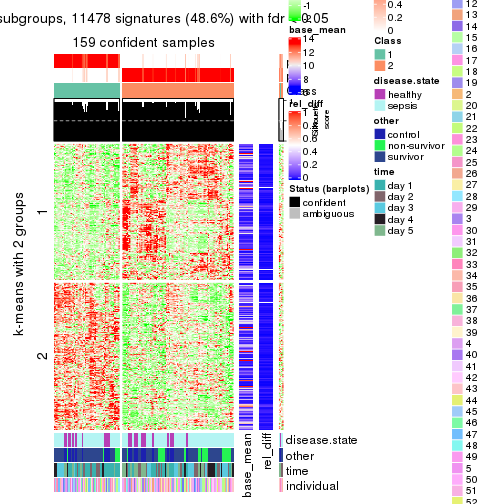 subgroups, 11478 signatures (48.6%) with fdr < 0.05
159 confident samples
k-means with 2 groups
1
2
base_mean
rel_diff
disease.state
other
time
individual
-1
base_mean
14
12
10
8
6
4
2
0
rel_diff
1
0.8
0.6
0.4
0.2
0
Status (barplots)
confident
ambiguous
0.4
0.2
0
Class
1
2
disease.state
healthy
sepsis
other
control
non-survivor
survivor
time
day 1
day 2
day 3
day 4
day 5
12
13
14
15
16
17
18
19
2
20
21
22
23
24
25
26
27
28
29
3
30
31
32
33
34
35
36
37
38
39
4
40
41
42
43
44
45
46
47
48
49
5
50
51
52